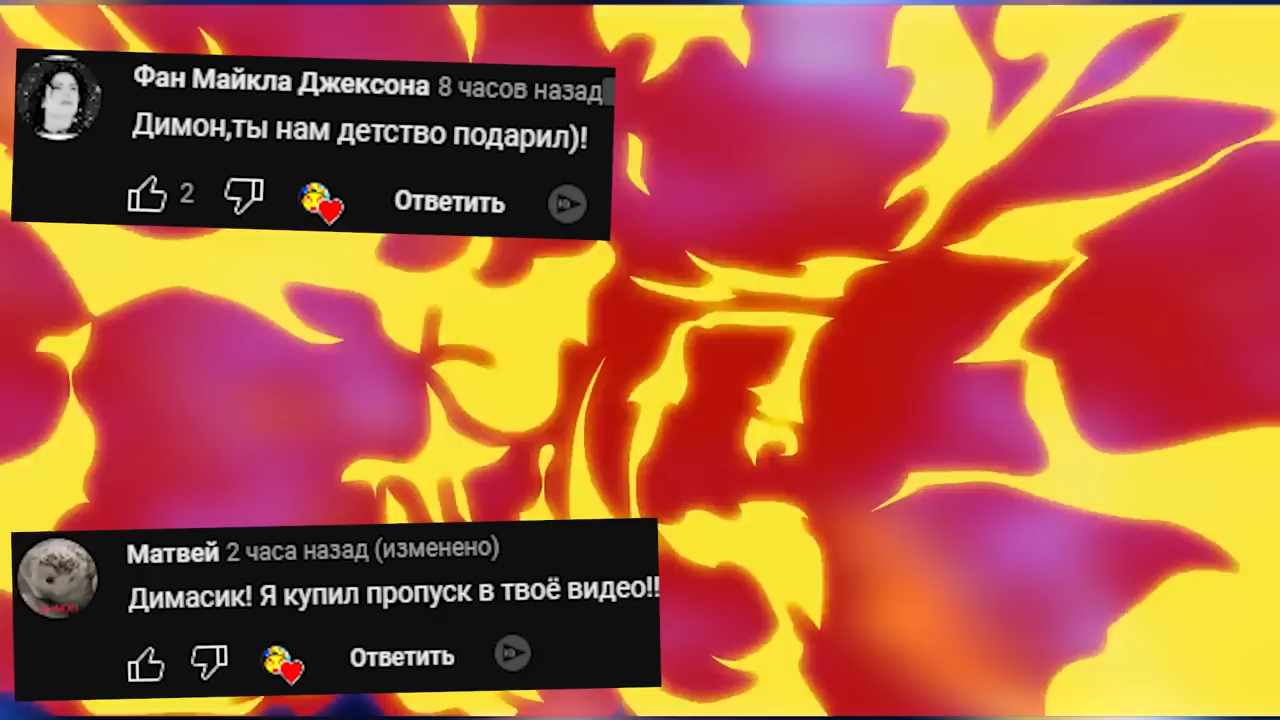 Фан Майкла Джексона 8 часов назад
Димон,ты нам детство подарил)!
2 Ответить
Матвей 2 часа назад (изменено)
Димасик! Я купил пропуск в твоё видео!!
Ответить